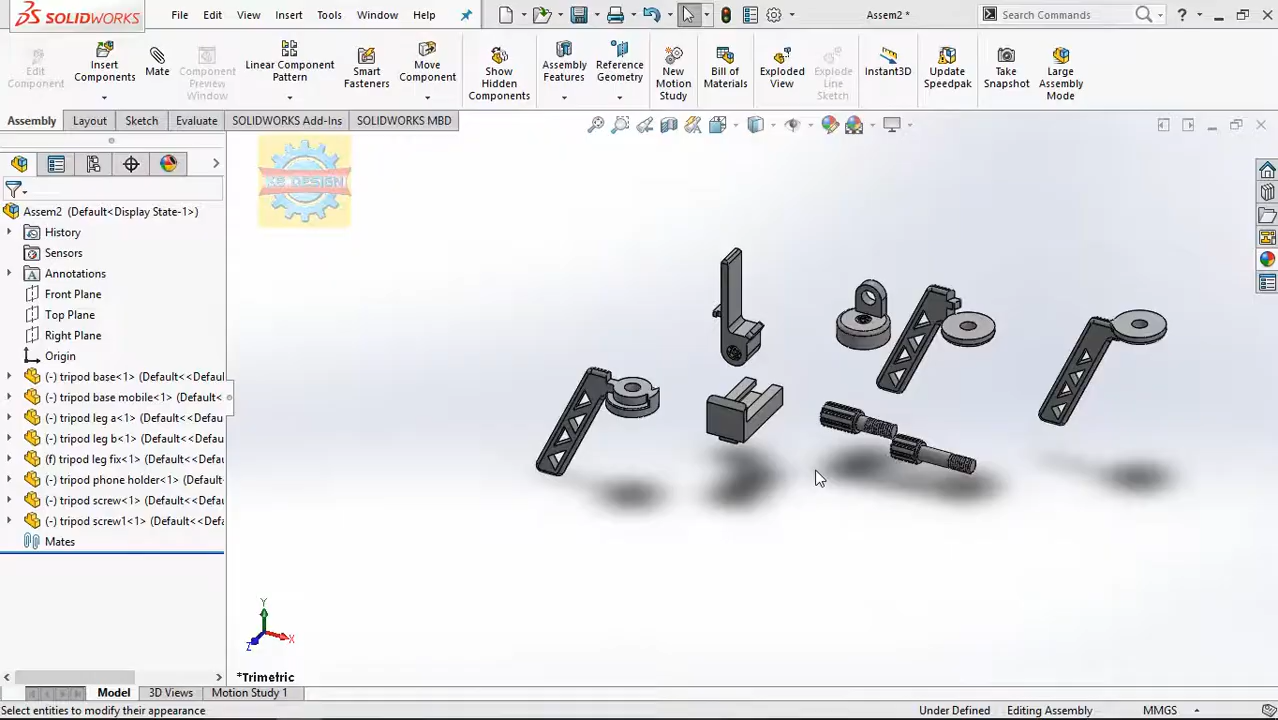 SOLIDWORKS
File Edit View Insert Tools Window Help
Assem2 *
Search Commands
?
Edit Component
Insert Components
Mate
Component Preview Window
Linear Component Pattern
Smart Fasteners
Move Component
Show Hidden Components
Assembly Features
Reference Geometry
New Motion Study
Bill of Materials
Exploded View
Explode Line Sketch
Instant3D
Update Speedpak
Take Snapshot
Large Assembly Mode
Assembly Layout Sketch Evaluate SOLIDWORKS Add-Ins SOLIDWORKS MBD
KS DESIGN
Assem2 (Default<Display State-1>)
History
Sensors
Annotations
Front Plane
Top Plane
Right Plane
Origin
(-) tripod base<1> (Default<<Defaul
(-) tripod base mobile<1> (Default<
(-) tripod leg a<1> (Default<<Defau
(-) tripod leg b<1> (Default<<Defau
(f) tripod leg fix<1> (Default<<Defau
(-) tripod phone holder<1> (Default
(-) tripod screw<1> (Default<<Defau
(-) tripod screw1<1> (Default<<Def
Mates
Y
X
Z
*Trimetric
Model 3D Views Motion Study 1
Select entities to modify their appearance
Under Defined Editing Assembly MMGS